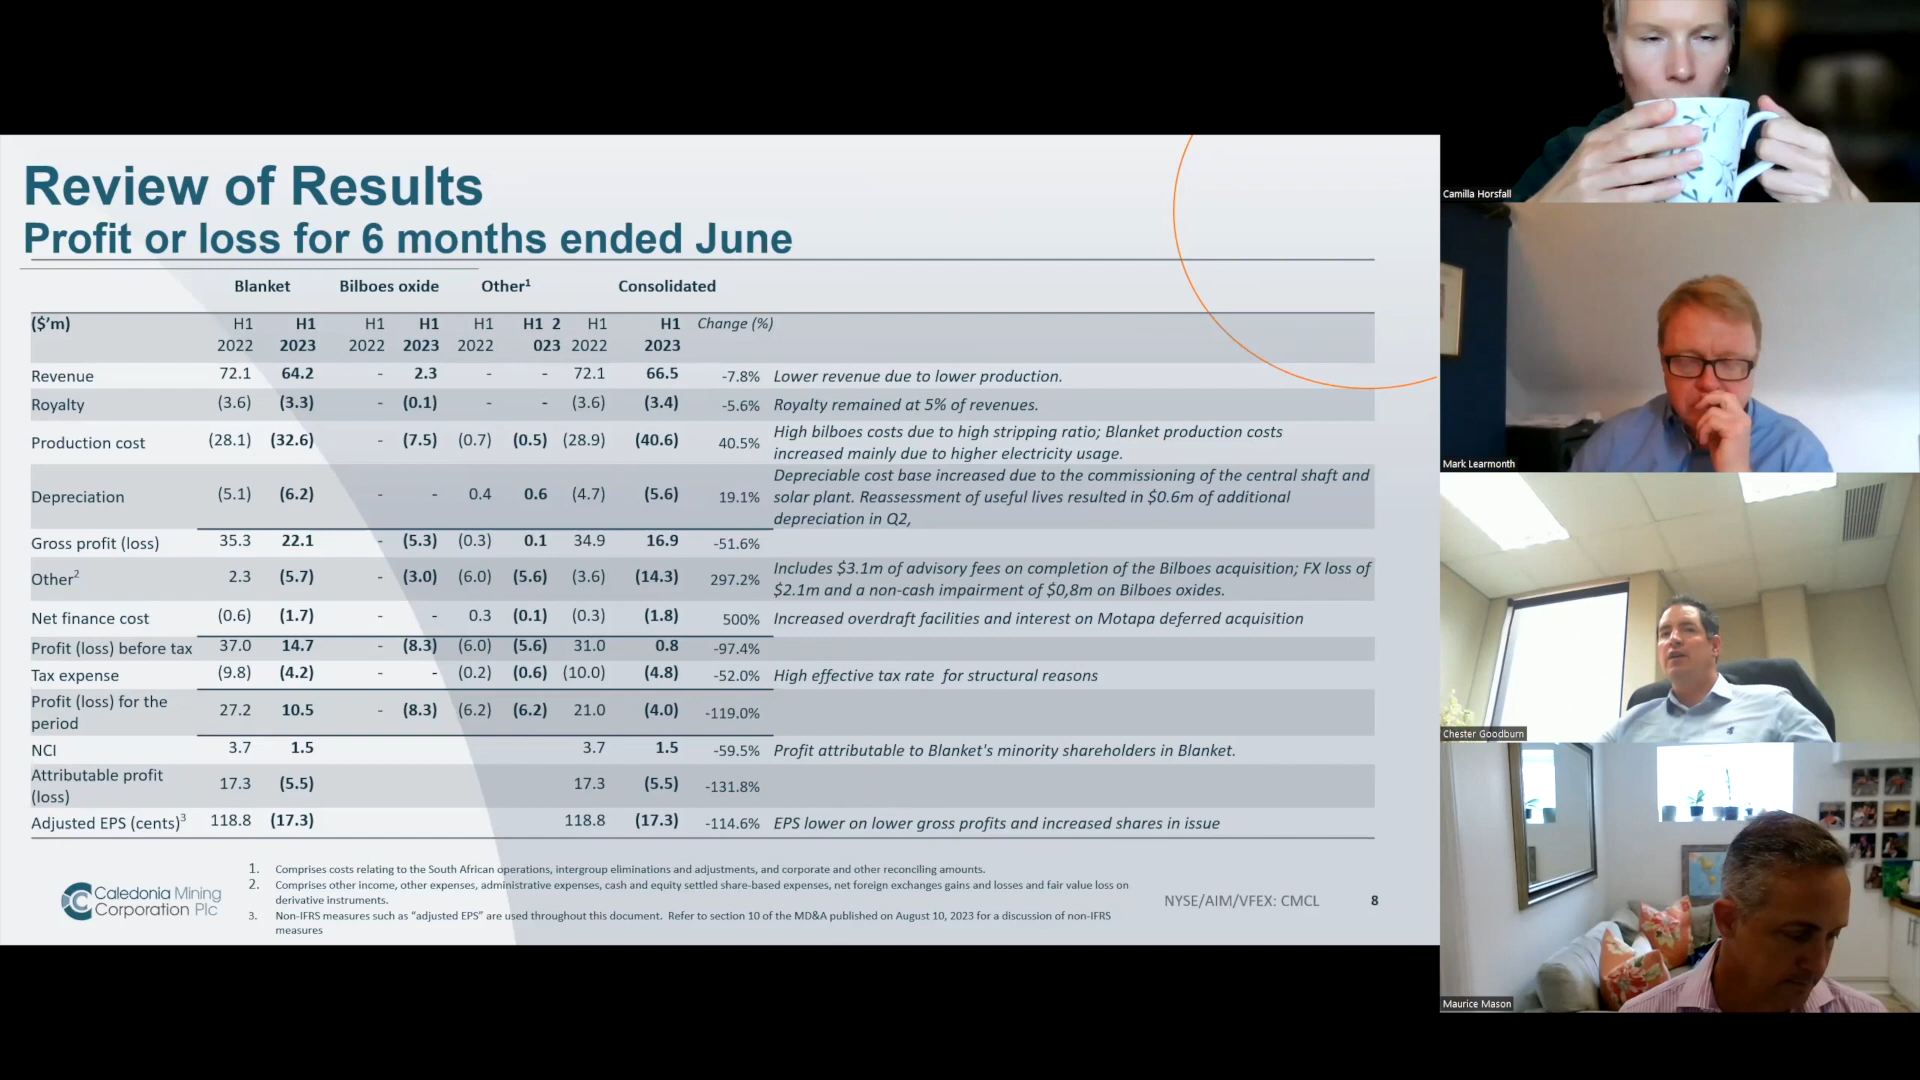 Review of Results
Profit or loss for 6 months ended June
Blanket Bilboes oxide Other1 Consolidated
($'m) H1 2022 H1 2023 H1 2022 H1 2023 H1 2022 H1 2 023 H1 2022 H1 2023 Change (%)
Revenue 72.1 64.2 - 2.3 - - 72.1 66.5 -7.8% Lower revenue due to lower production.
Royalty (3.6) (3.3) - (0.1) - - (3.6) (3.4) -5.6% Royalty remained at 5% of revenues.
Production cost (28.1) (32.6) - (7.5) (0.7) (0.5) (28.9) (40.6) 40.5% High bilboes costs due to high stripping ratio; Blanket production costs
increased mainly due to higher electricity usage.
Depreciation (5.1) (6.2) - - 0.4 0.6 (4.7) (5.6) 19.1% Depreciable cost base increased due to the commissioning of the central shaft and
solar plant. Reassessment of useful lives resulted in $0.6m of additional
depreciation in Q2,
Gross profit (loss) 35.3 22.1 - (5.3) (0.3) 0.1 34.9 16.9 -51.6%
Other2 2.3 (5.7) - (3.0) (6.0) (5.6) (3.6) (14.3) 297.2% Includes $3.1m of advisory fees on completion of the Bilboes acquisition; FX loss of
$2.1m and a non-cash impairment of $0,8m on Bilboes oxides.
Net finance cost (0.6) (1.7) - - 0.3 (0.1) (0.3) (1.8) 500% Increased overdraft facilities and interest on Motapa deferred acquisition
Profit (loss) before tax 37.0 14.7 - (8.3) (6.0) (5.6) 31.0 0.8 -97.4%
Tax expense (9.8) (4.2) - - (0.2) (0.6) (10.0) (4.8) -52.0% High effective tax rate for structural reasons
Profit (loss) for the
period 27.2 10.5 - (8.3) (6.2) (6.2) 21.0 (4.0) -119.0%
NCI 3.7 1.5 3.7 1.5 -59.5% Profit attributable to Blanket's minority shareholders in Blanket.
Attributable profit
(loss) 17.3 (5.5) 17.3 (5.5) -131.8%
Adjusted EPS (cents)3 118.8 (17.3) 118.8 (17.3) -114.6% EPS lower on lower gross profits and increased shares in issue
1. Comprises costs relating to the South African operations, intergroup eliminations and adjustments, and corporate and other reconciling amounts.
2. Comprises other income, other expenses, administrative expenses, cash and equity settled share-based expenses, net foreign exchanges gains and losses and fair value loss on
derivative instruments.
3. Non-IFRS measures such as "adjusted EPS" are used throughout this document. Refer to section 10 of the MD&A published on August 10, 2023 for a discussion of non-IFRS
measures
Caledonia Mining
Corporation Plc
NYSE/AIM/VFEX: CMCL 8
Camilla Horsfall
Mark Learmonth
Chester Goodburn
Maurice Mason